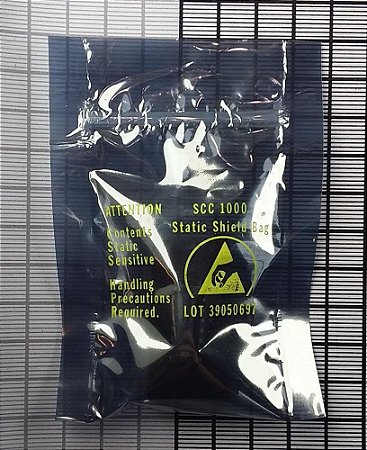 ATTENTION
Contents
Static
Sensitive
Handling
Precautions
Required.
SCC 1000
Static Shield Bag
LOT 39050697